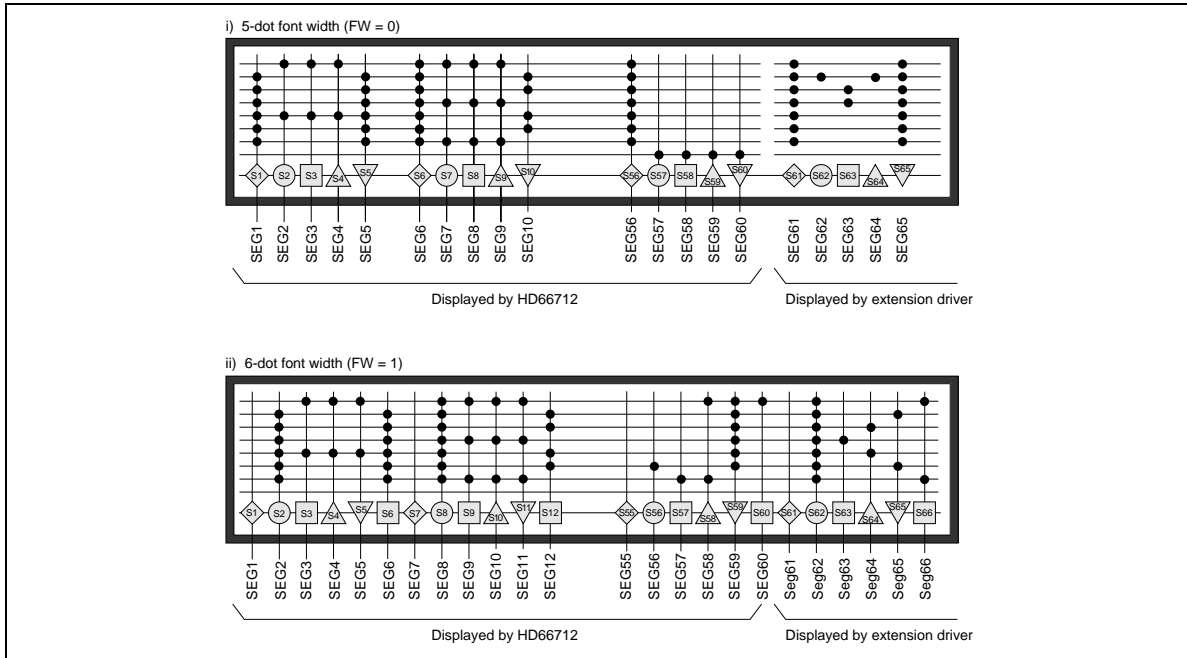 i) 5-dot font width (FW = 0)
S1 S2 S3 S4 S5 S6 S7 S8 S9 S10 S56 S57 S58 S59 S60 S61 S62 S63 S64 S65
SEG1 SEG2 SEG3 SEG4 SEG5 SEG6 SEG7 SEG8 SEG9 SEG10 SEG56 SEG57 SEG58 SEG59 SEG60 SEG61 SEG62 SEG63 SEG64 SEG65
Displayed by HD66712 Displayed by extension driver
ii) 6-dot font width (FW = 1)
S1 S2 S3 S4 S5 S6 S7 S8 S9 S10 S11 S12 S55 S56 S57 S58 S59 S60 S61 S62 S63 S64 S65 S66
SEG1 SEG2 SEG3 SEG4 SEG5 SEG6 SEG7 SEG8 SEG9 SEG10 SEG11 SEG12 SEG55 SEG56 SEG57 SEG58 SEG59 SEG60 Seg61 Seg62 Seg63 Seg64 Seg65 Seg66
Displayed by HD66712 Displayed by extension driver